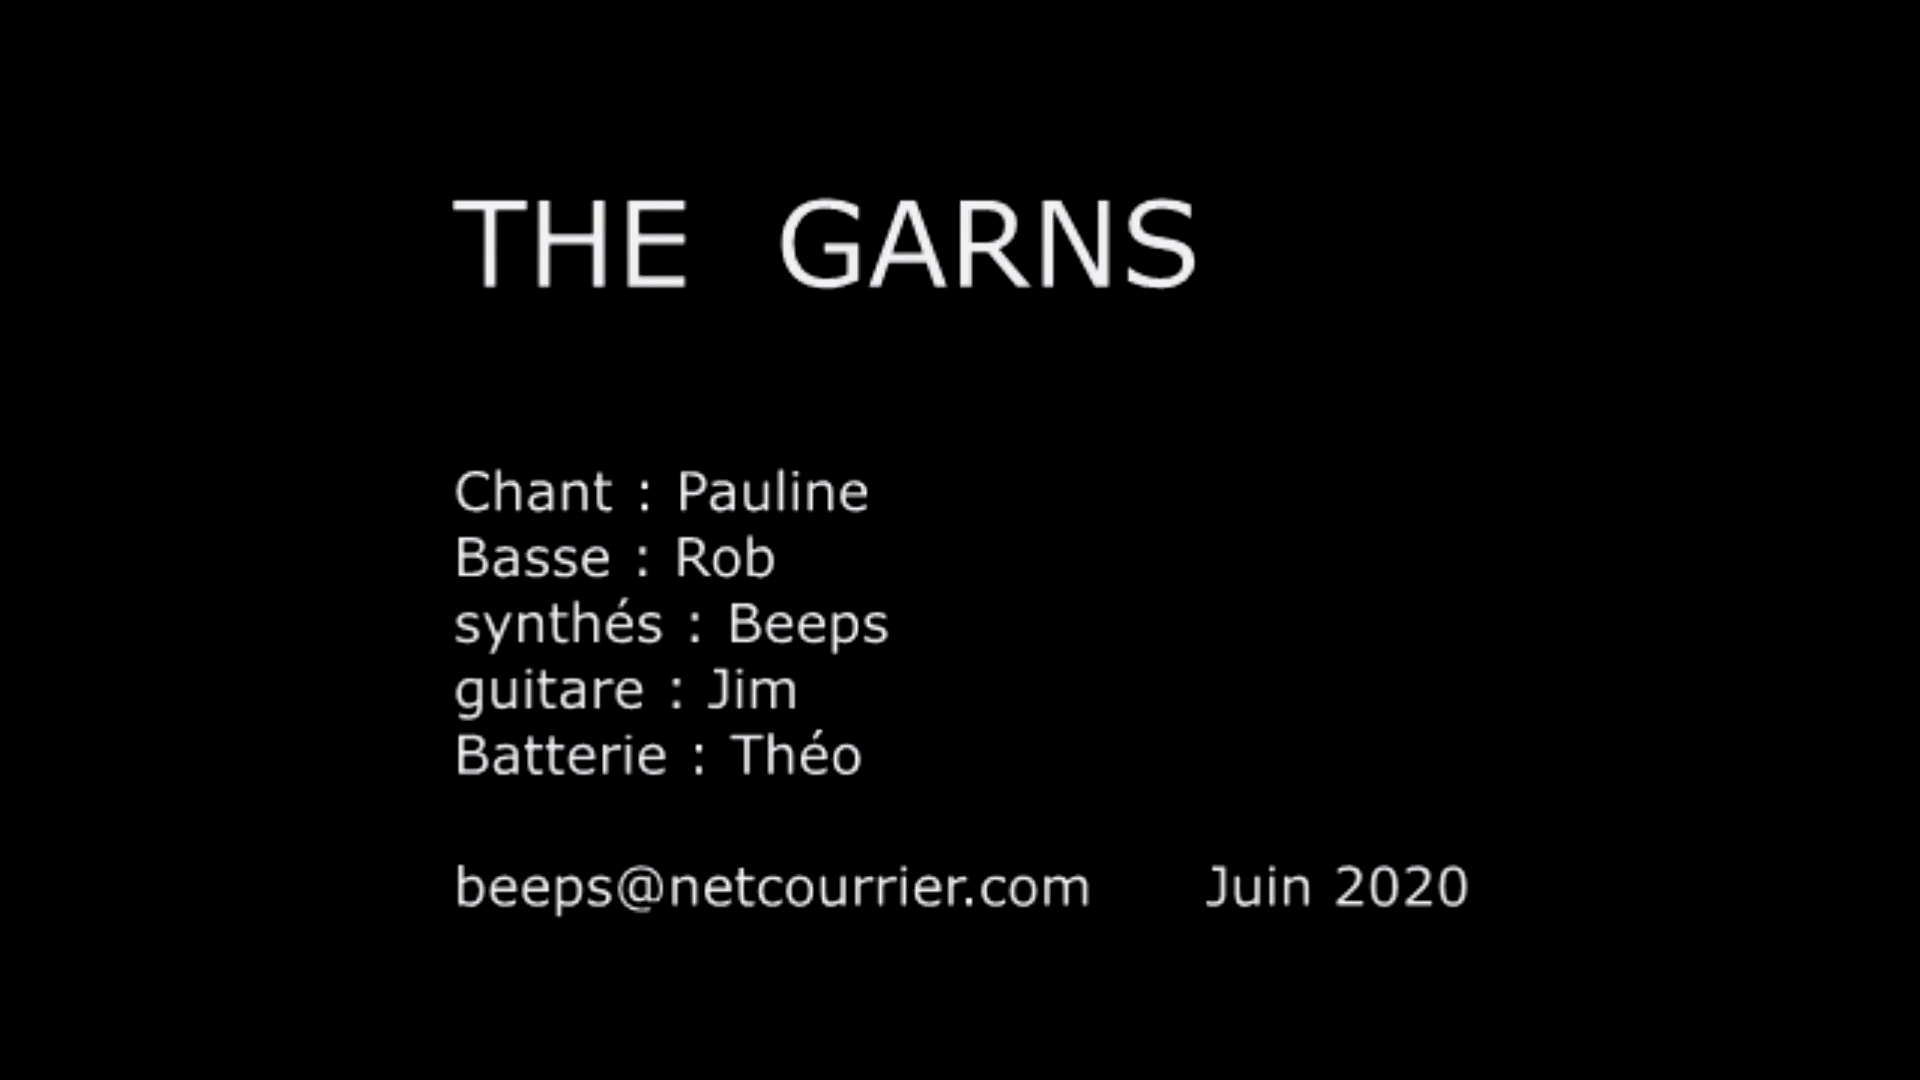 THE GARNS
Chant : Pauline
Basse : Rob
synthés : Beeps
guitare : Jim
Batterie : Théo
beeps@netcourrier.com Juin 2020